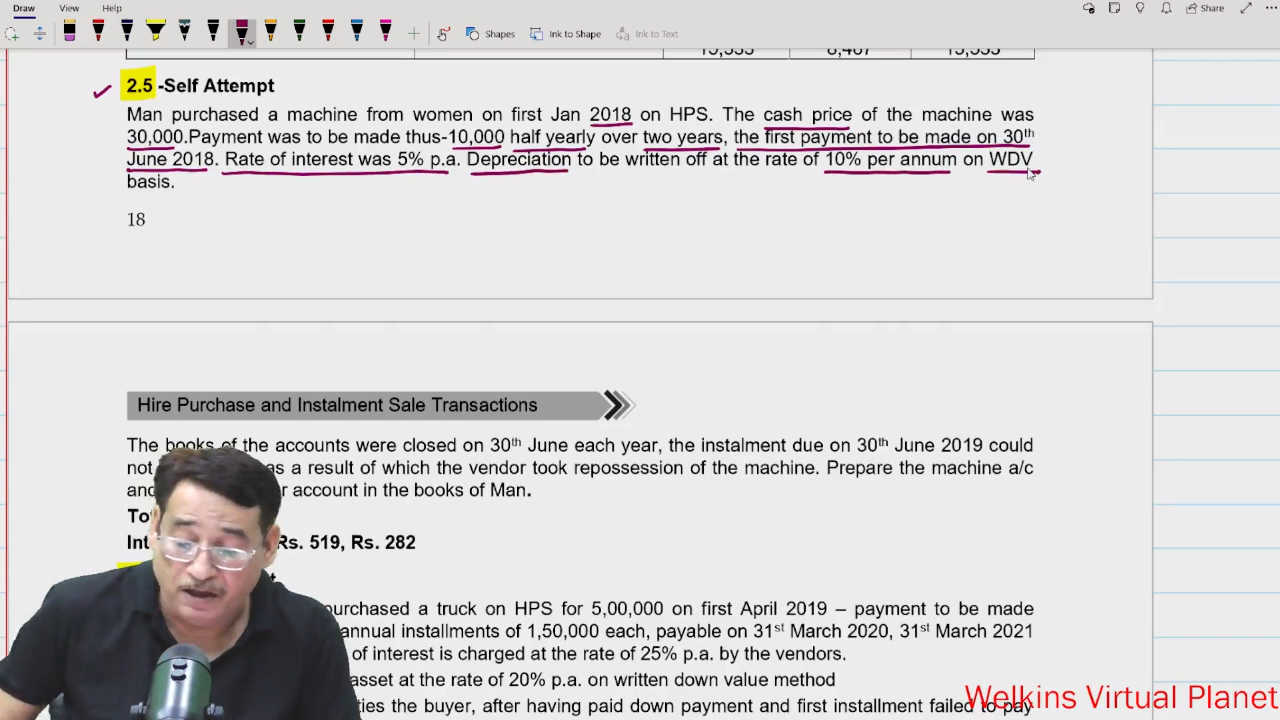 Draw View Help
Share
Shapes Ink to Shape Ink to Text
15,533 8,467 15,533
2.5 -Self Attempt
Man purchased a machine from women on first Jan 2018 on HPS. The cash price of the machine was
30,000.Payment was to be made thus-10,000 half yearly over two years, the first payment to be made on 30th
June 2018. Rate of interest was 5% p.a. Depreciation to be written off at the rate of 10% per annum on WDV
basis.
18
Hire Purchase and Instalment Sale Transactions
The books of the accounts were closed on 30th June each year, the instalment due on 30th June 2019 could
not as a result of which the vendor took repossession of the machine. Prepare the machine a/c
account in the books of Man.
Rs. 519, Rs. 282
purchased a truck on HPS for 5,00,000 on first April 2019 – payment to be made
annual installments of 1,50,000 each, payable on 31st March 2020, 31st March 2021
of interest is charged at the rate of 25% p.a. by the vendors.
asset at the rate of 20% p.a. on written down value method
the buyer, after having paid down payment and first installment failed to pay
Welkins Virtual Planet